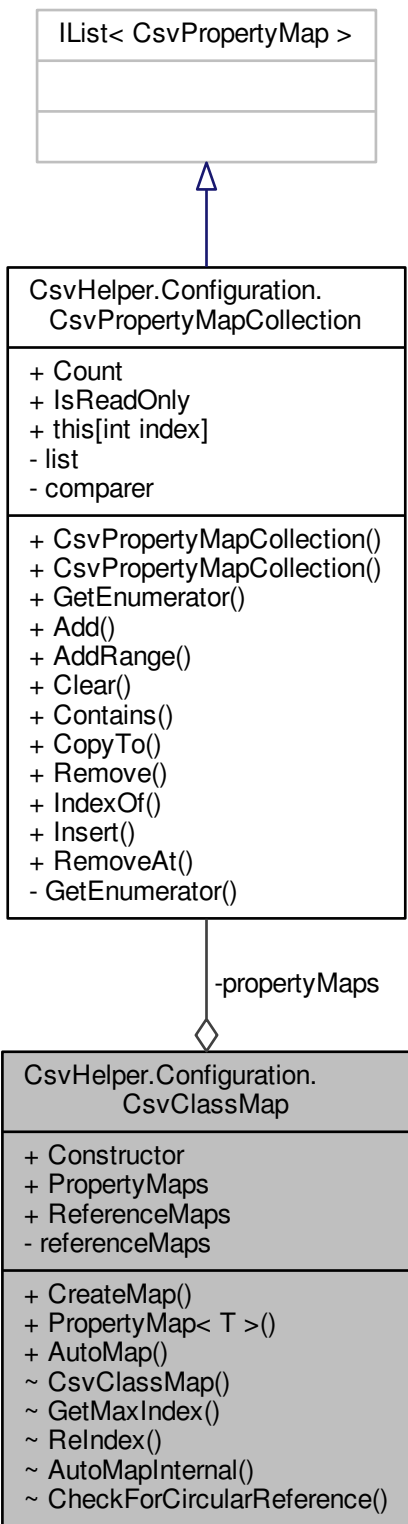 IList< CsvPropertyMap >
CsvHelper.Configuration.
CsvPropertyMapCollection
+ Count
+ IsReadOnly
+ this[int index]
- list
- comparer
+ CsvPropertyMapCollection()
+ CsvPropertyMapCollection()
+ GetEnumerator()
+ Add()
+ AddRange()
+ Clear()
+ Contains()
+ CopyTo()
+ Remove()
+ IndexOf()
+ Insert()
+ RemoveAt()
- GetEnumerator()
-propertyMaps
CsvHelper.Configuration.
CsvClassMap
+ Constructor
+ PropertyMaps
+ ReferenceMaps
- referenceMaps
+ CreateMap()
+ PropertyMap< T >()
+ AutoMap()
~ CsvClassMap()
~ GetMaxIndex()
~ ReIndex()
~ AutoMapInternal()
~ CheckForCircularReference()